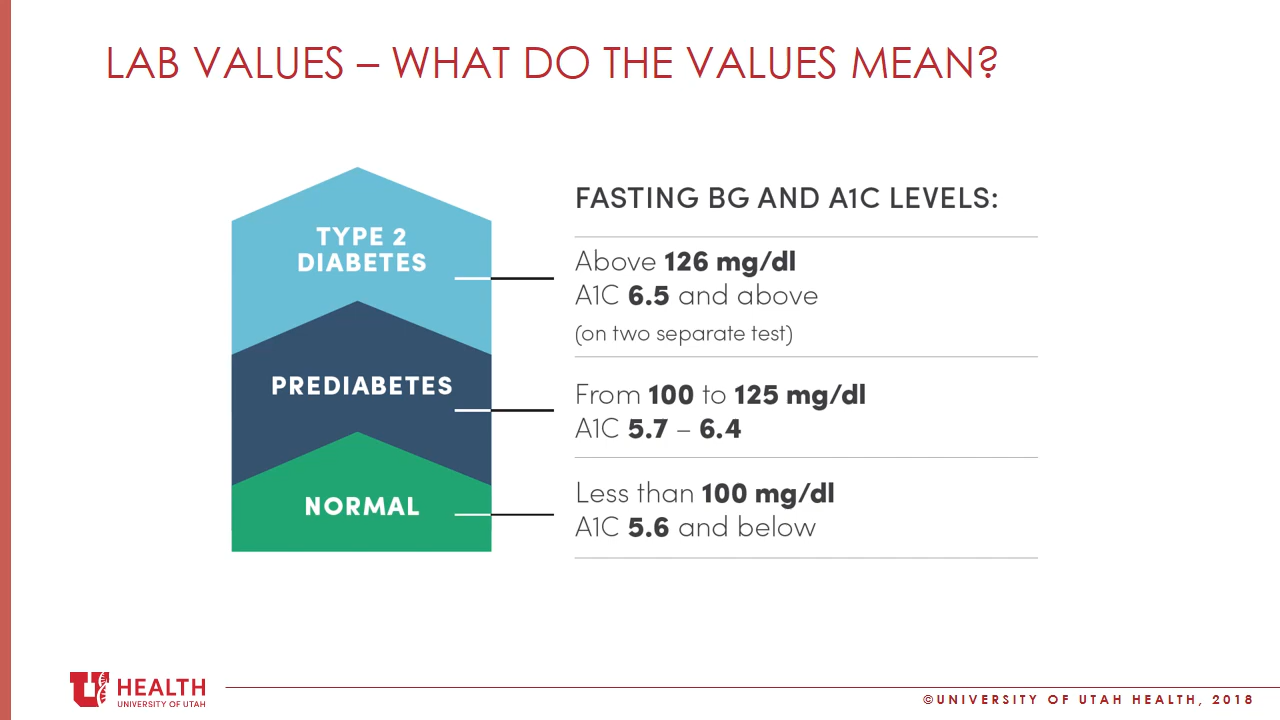 LAB VALUES – WHAT DO THE VALUES MEAN?
TYPE 2
DIABETES
PREDIABETES
NORMAL
FASTING BG AND A1C LEVELS:
Above 126 mg/dl
A1C 6.5 and above
(on two separate test)
From 100 to 125 mg/dl
A1C 5.7 – 6.4
Less than 100 mg/dl
A1C 5.6 and below
U HEALTH
UNIVERSITY OF UTAH
©UNIVERSITY OF UTAH HEALTH, 2018